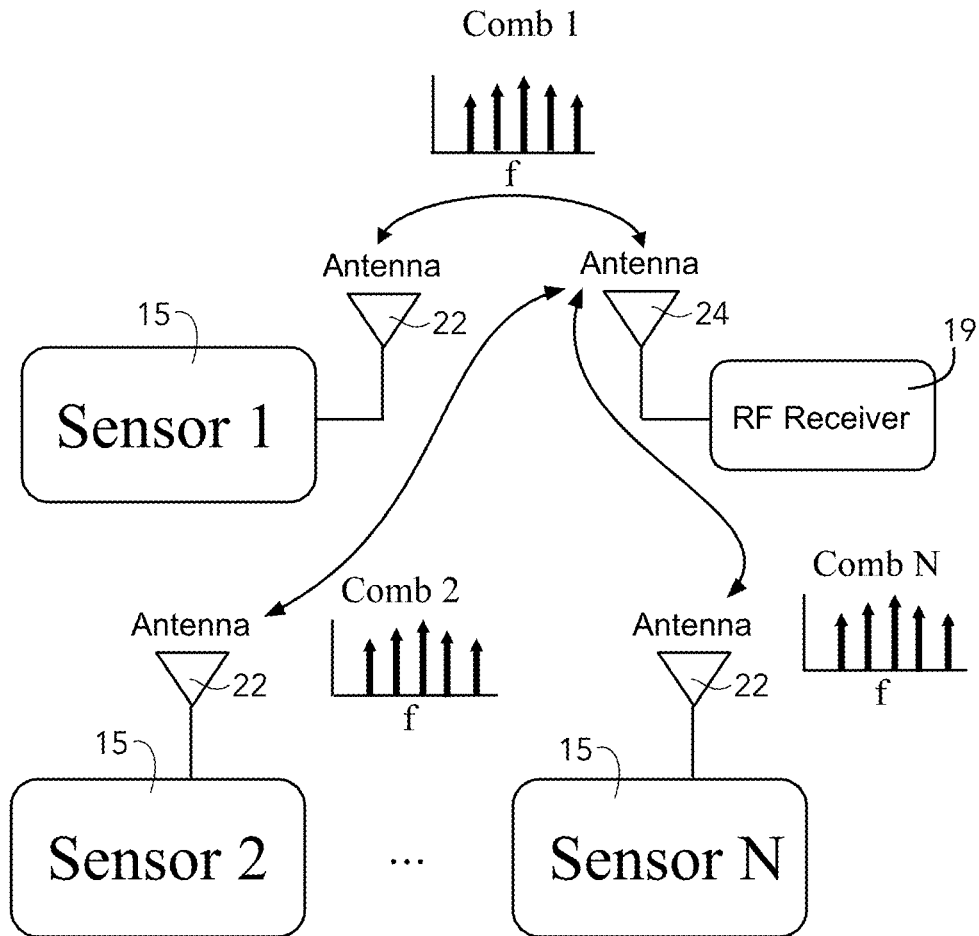 Comb 1
f
Antenna
Antenna
15
22
24
19
Sensor 1
RF Receiver
Comb 2
Comb N
Antenna
Antenna
22
f
22
f
15
15
Sensor 2
...
Sensor N